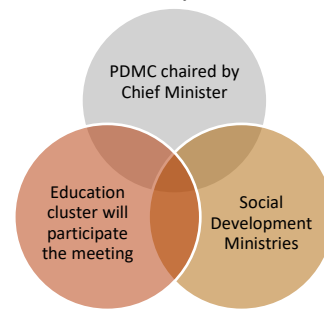 PDMC chaired by
Chief Minister
Education
cluster will
participate
the meeting
Social
Development
Ministries